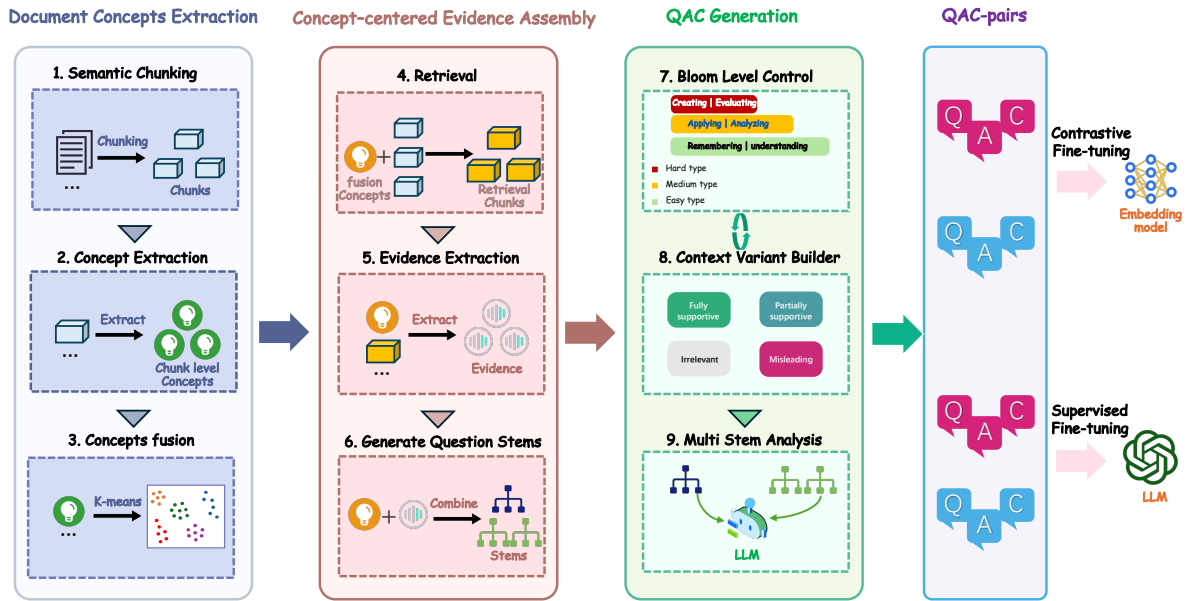 Document Concepts Extraction
1. Semantic Chunking
Chunking
...
Chunks
2. Concept Extraction
Extract
...
Chunk level
Concepts
3. Concepts fusion
K-means
...
Concept-centered Evidence Assembly
4. Retrieval
+
fusion
Concepts
Retrieval
Chunks
5. Evidence Extraction
Extract
...
Evidence
6. Generate Question Stems
+
Combine
Stems
QAC Generation
7. Bloom Level Control
Creating | Evaluating
Applying | Analyzing
Remembering | understanding
Hard type
Medium type
Easy type
8. Context Variant Builder
Fully
supportive
Partially
supportive
Irrelevant
Misleading
9. Multi Stem Analysis
LLM
QAC-pairs
Q A C
Q A C
Q A C
Q A C
Contrastive
Fine-tuning
Embedding
model
Supervised
Fine-tuning
LLM